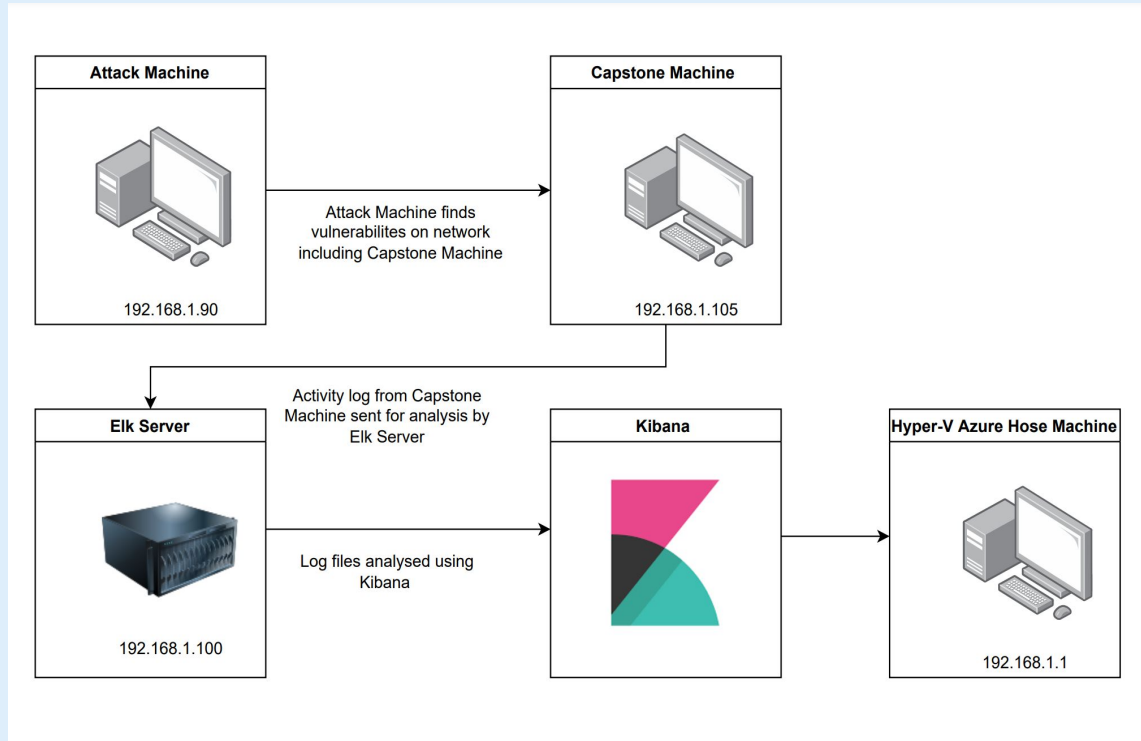 Attack Machine
Capstone Machine
Attack Machine finds
vulnerabilites on network
including Capstone Machine
192.168.1.90
192.168.1.105
Activity log from Capstone
Machine sent for analysis by
Elk Server
Elk Server
Kibana
Hyper-V Azure Hose Machine
Log files analysed using
Kibana
192.168.1.100
192.168.1.1